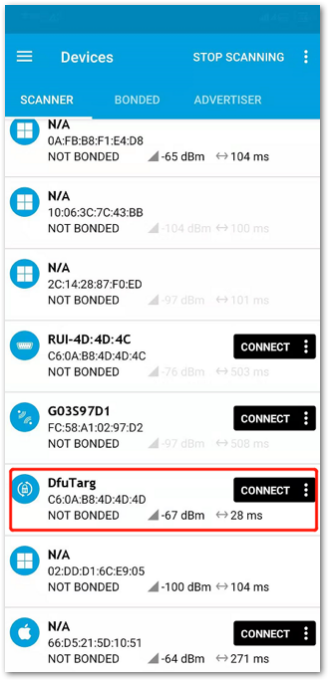 Devices
STOP SCANNING
SCANNER
BONDED
ADVERTISER
N/A
0A:FB:B8:F1:E4:D8
NOT BONDED
-65 dBm
104 ms
N/A
10:06:3C:7C:43:BB
NOT BONDED
-104 dBm
100 ms
N/A
2C:14:28:87:F0:ED
NOT BONDED
-97 dBm
101 ms
RUI-4D:4D:4C
C6:0A:B8:4D:4D:4C
NOT BONDED
-76 dBm
503 ms
CONNECT
G03S97D1
FC:58:A1:02:97:D2
NOT BONDED
-97 dBm
508 ms
CONNECT
DfuTarg
C6:0A:B8:4D:4D:4D
NOT BONDED
-67 dBm
28 ms
CONNECT
N/A
02:DD:D1:6C:E9:05
NOT BONDED
-100 dBm
104 ms
N/A
66:D5:21:5D:10:51
NOT BONDED
-64 dBm
271 ms
CONNECT